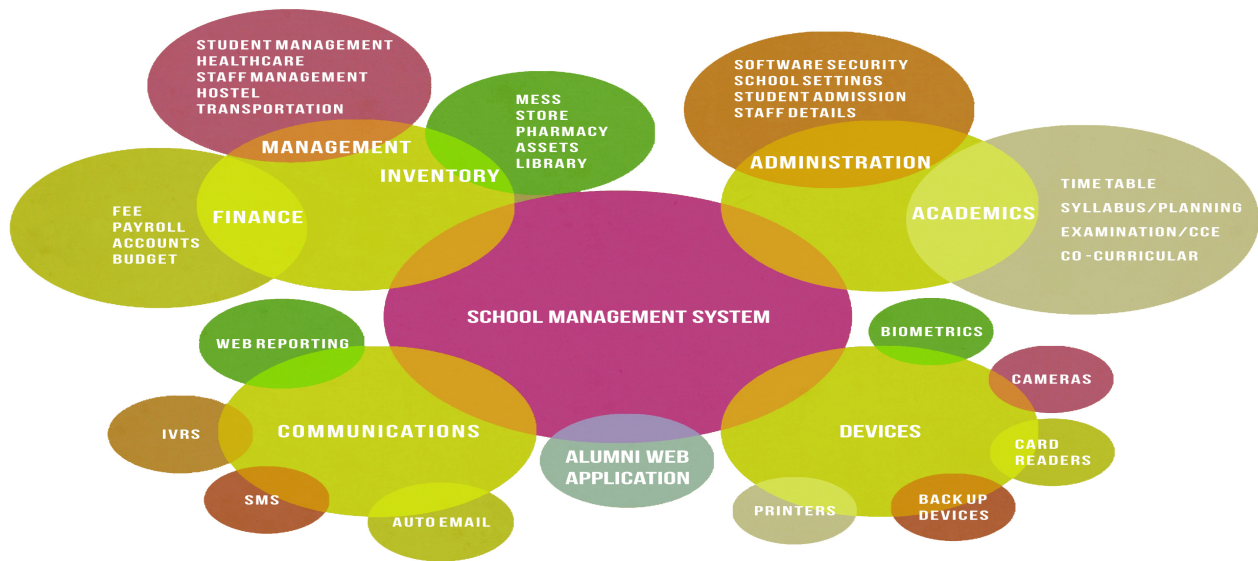 STUDENT MANAGEMENT
HEALTHCARE
STAFF MANAGEMENT
HOSTEL
TRANSPORTATION
MANAGEMENT
MESS
STORE
PHARMACY
ASSETS
LIBRARY
INVENTORY
FEE
PAYROLL
ACCOUNTS
BUDGET
FINANCE
SOFTWARE SECURITY
SCHOOL SETTINGS
STUDENT ADMISSION
STAFF DETAILS
ADMINISTRATION
ACADEMICS
TIME TABLE
SYLLABUS/PLANNING
EXAMINATION/CCE
CO-CURRICULAR
SCHOOL MANAGEMENT SYSTEM
WEB REPORTING
IVRS
COMMUNICATIONS
SMS
AUTO EMAIL
ALUMNI WEB
APPLICATION
BIOMETRICS
CAMERAS
DEVICES
CARD
READERS
PRINTERS
BACK UP
DEVICES